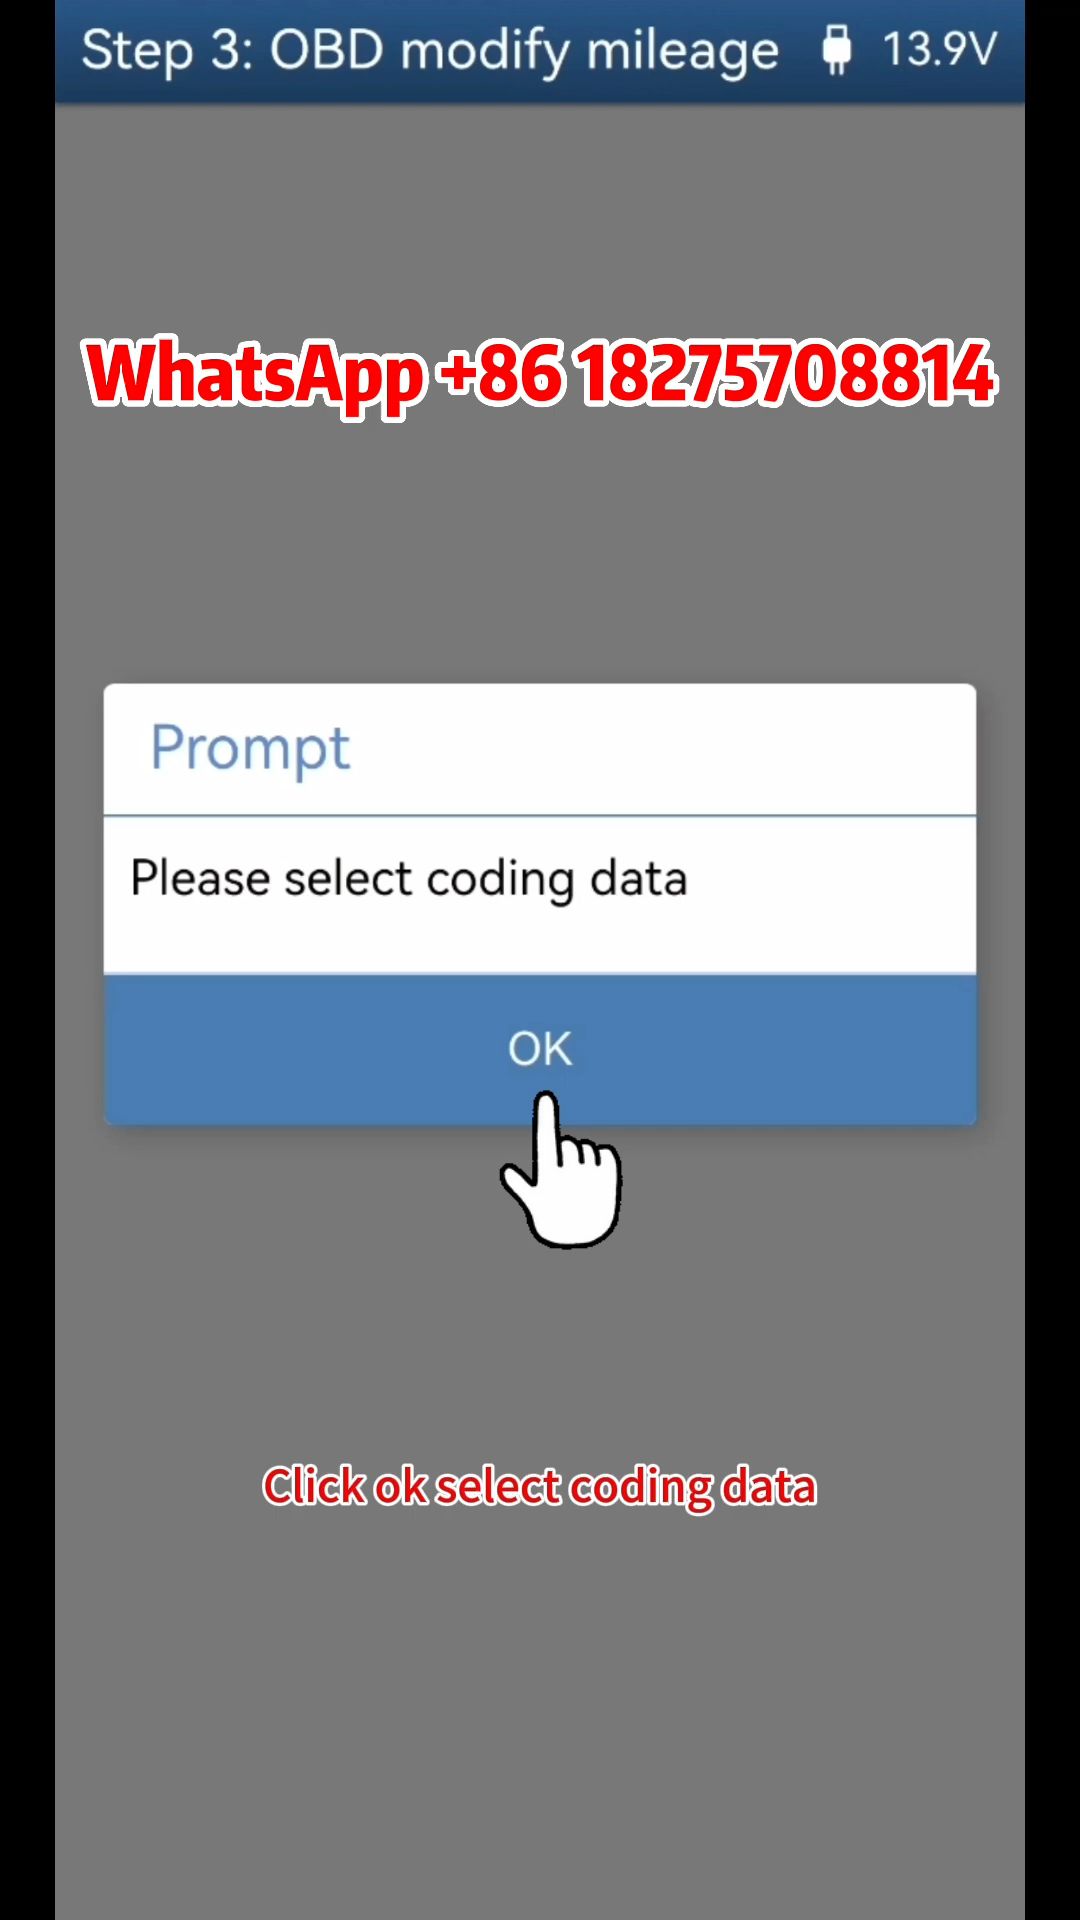 Step 3: OBD modify mileage 13.9V
WhatsApp +86 18275708814
Prompt
Please select coding data
OK
Click ok select coding data